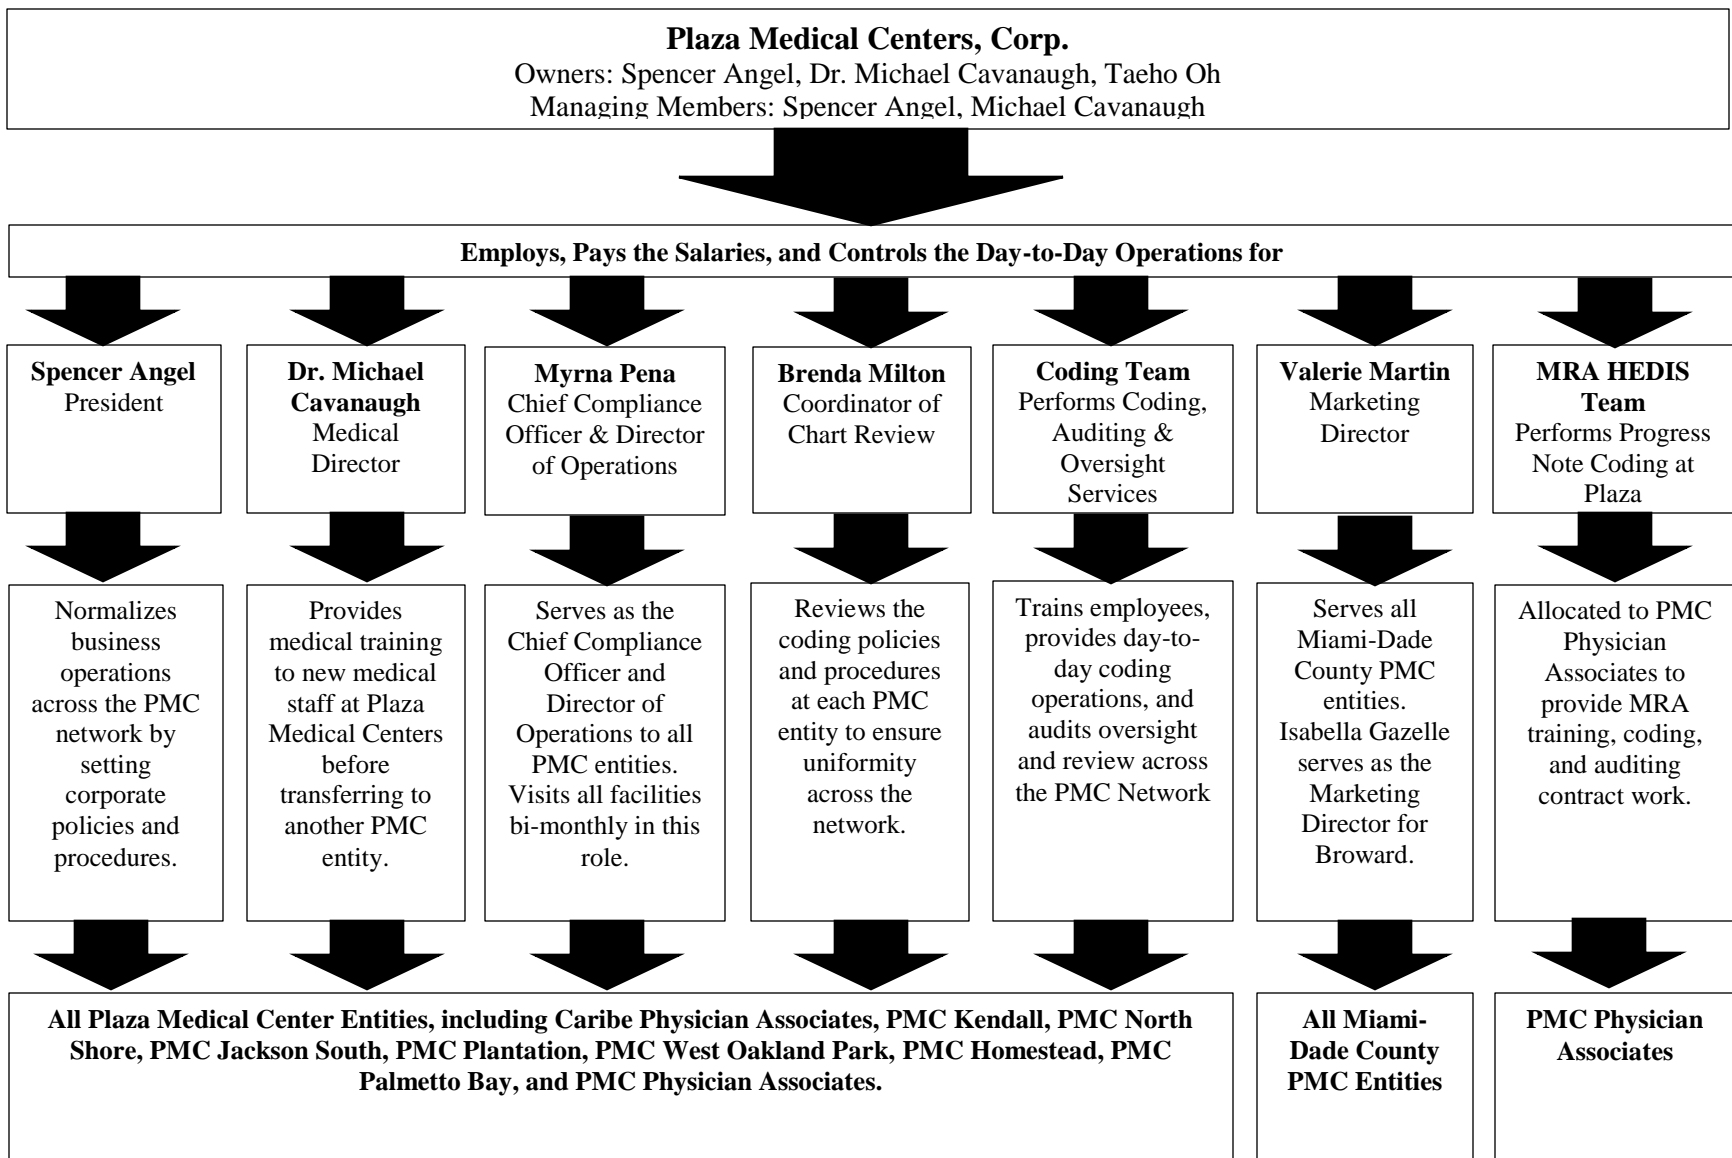 Plaza Medical Centers, Corp.
Owners: Spencer Angel, Dr. Michael Cavanaugh, Taeho Oh
Managing Members: Spencer Angel, Michael Cavanaugh
Employs, Pays the Salaries, and Controls the Day-to-Day Operations for
Spencer Angel
President
Dr. Michael
Cavanaugh
Medical
Director
Myrna Pena
Chief Compliance
Officer & Director
of Operations
Brenda Milton
Coordinator of
Chart Review
Coding Team
Performs Coding,
Auditing &
Oversight
Services
Valerie Martin
Marketing
Director
MRA HEDIS
Team
Performs Progress
Note Coding at
Plaza
Normalizes
business
operations
across the PMC
network by
setting
corporate
policies and
procedures.
Provides
medical training
to new medical
staff at Plaza
Medical Centers
before
transferring to
another PMC
entity.
Serves as the
Chief Compliance
Officer and
Director of
Operations to all
PMC entities.
Visits all facilities
bi-monthly in this
role.
Reviews the
coding policies
and procedures
at each PMC
entity to ensure
uniformity
across the
network.
Trains employees,
provides day-to-
day coding
operations, and
audits oversight
and review across
the PMC Network
Serves all
Miami-Dade
County PMC
entities.
Isabella Gazelle
serves as the
Marketing
Director for
Broward.
Allocated to PMC
Physician
Associates to
provide MRA
training, coding,
and auditing
contract work.
All Plaza Medical Center Entities, including Caribe Physician Associates, PMC Kendall, PMC North
Shore, PMC Jackson South, PMC Plantation, PMC West Oakland Park, PMC Homestead, PMC
Palmetto Bay, and PMC Physician Associates.
All Miami-
Dade County
PMC Entities
PMC Physician
Associates